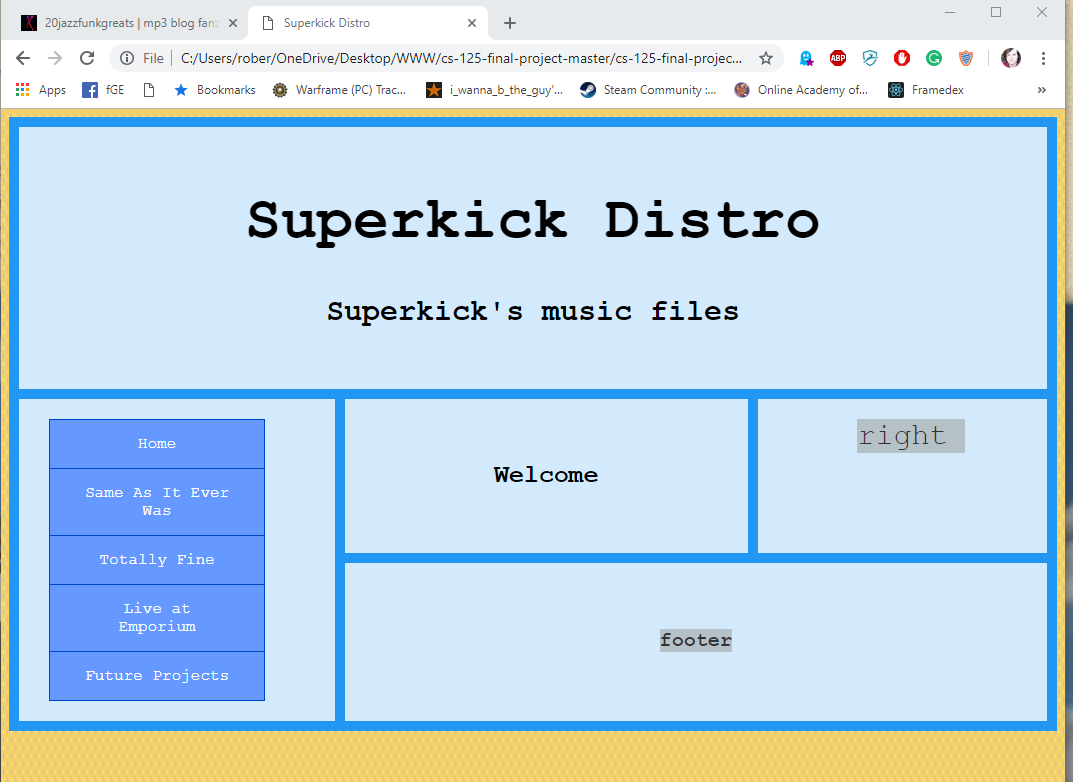 20jazzfunkgreats | mp3 blog fanz
Superkick Distro
File
C:/Users/rober/OneDrive/Desktop/WWW/cs-125-final-project-master/cs-125-final-projec...
ABP
Apps
fGE
Bookmarks
Warframe (PC) Trac...
i_wanna_b_the_guy'...
Steam Community :...
Online Academy of...
Framedex
»
Superkick Distro
Superkick's music files
Home
Same As It Ever
Was
Totally Fine
Live at
Emporium
Future Projects
Welcome
right
footer